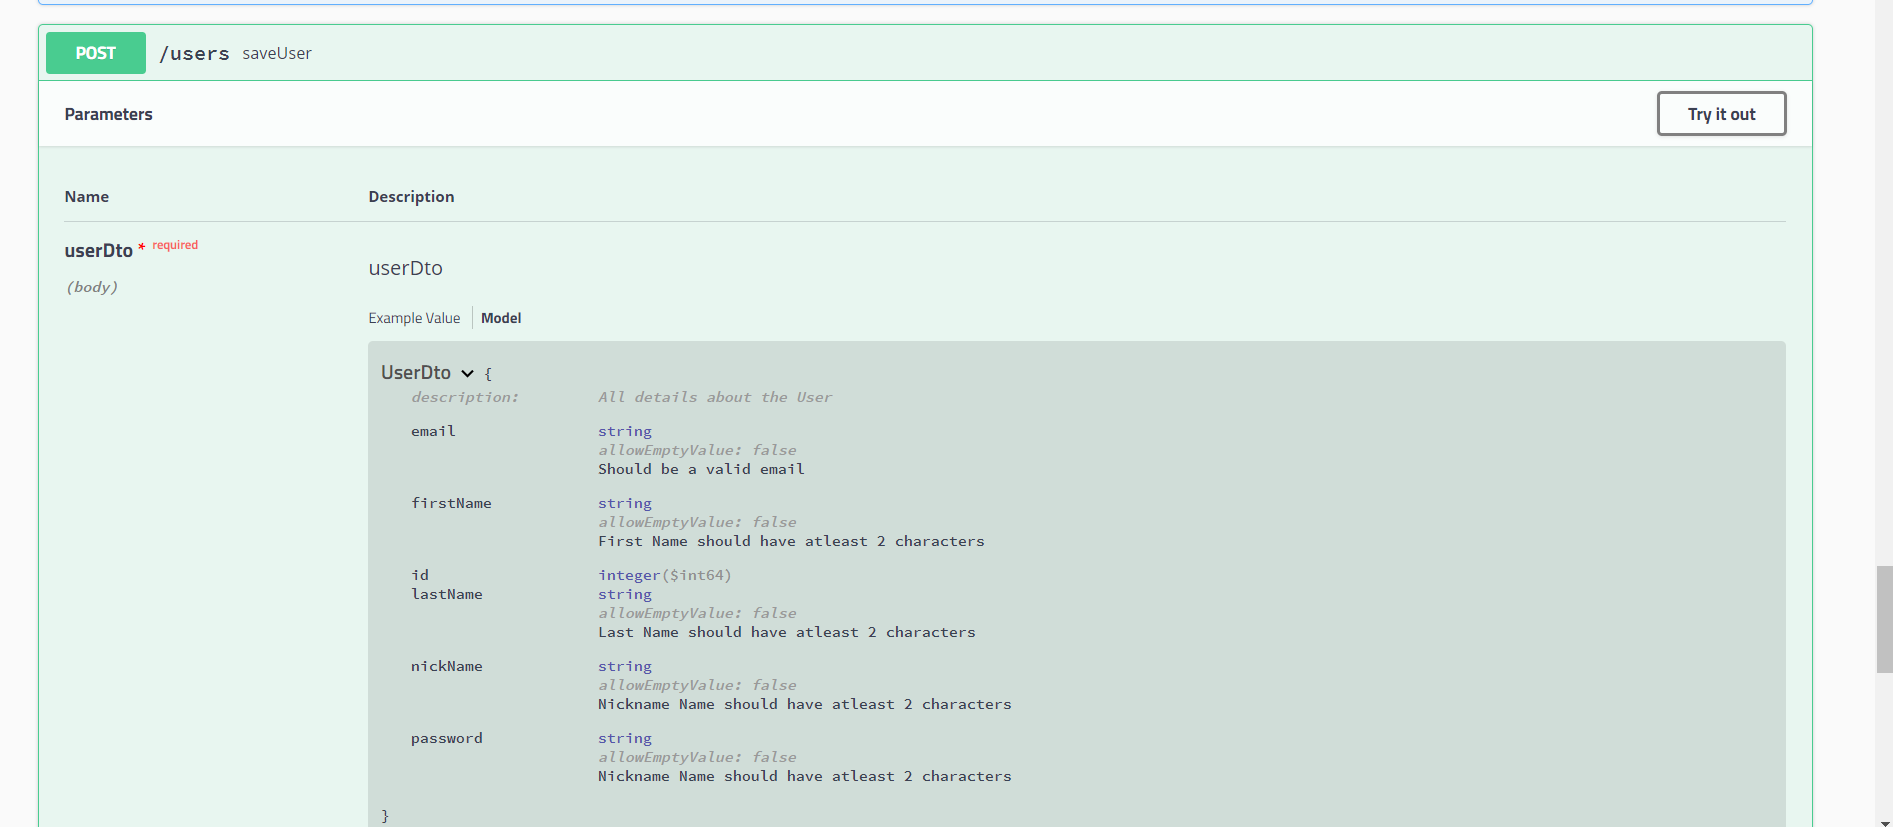 POST /users saveUser
Parameters
Try it out
Name Description
userDto * required
(body)
userDto
Example Value Model
UserDto {
description: All details about the User
email string
allowEmptyValue: false
Should be a valid email
firstName string
allowEmptyValue: false
First Name should have atleast 2 characters
id integer($int64)
lastName string
allowEmptyValue: false
Last Name should have atleast 2 characters
nickName string
allowEmptyValue: false
Nickname Name should have atleast 2 characters
password string
allowEmptyValue: false
Nickname Name should have atleast 2 characters
}